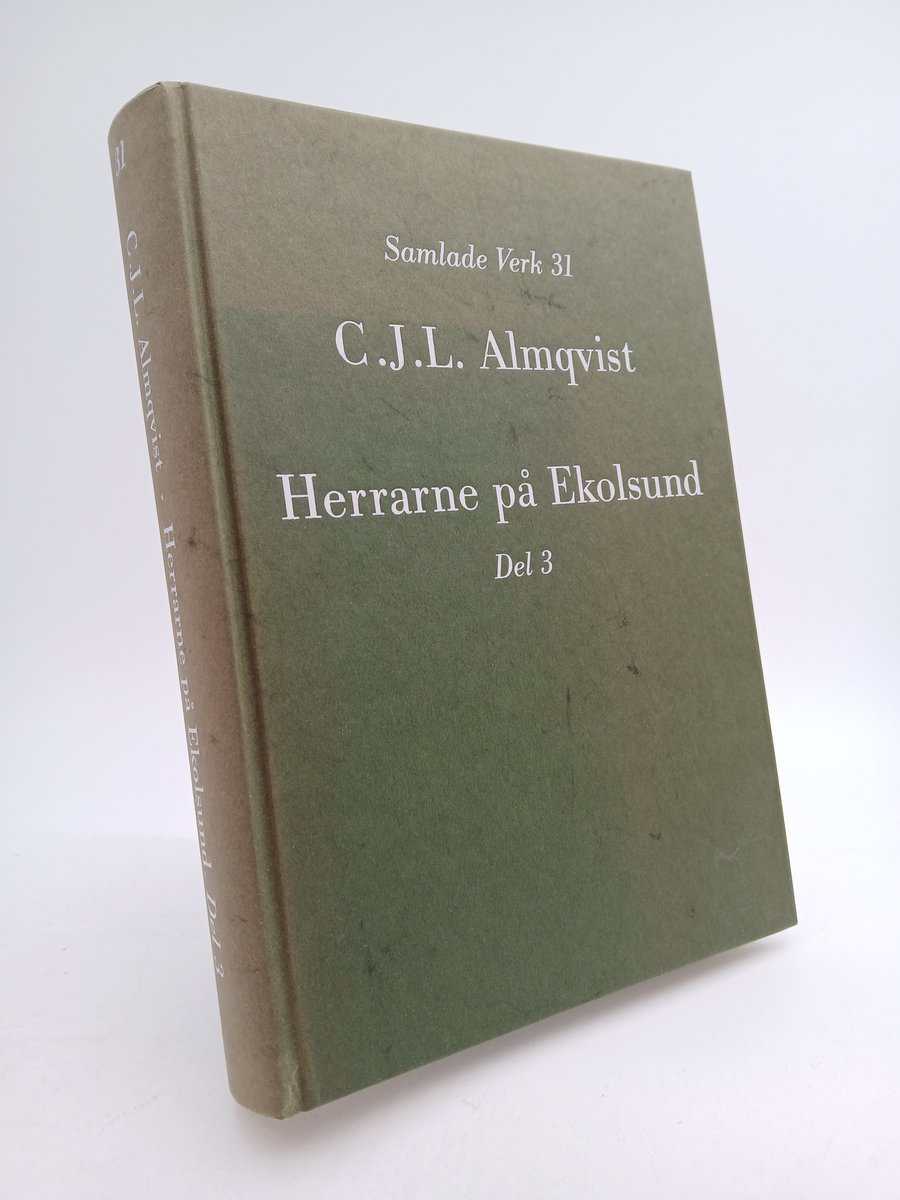 Samlade Verk 31
C.J.L. Almqvist
Herrarne på Ekolsund
Del 3
31 C.J.L. Almqvist · Herrarne på Ekolsund Del 3